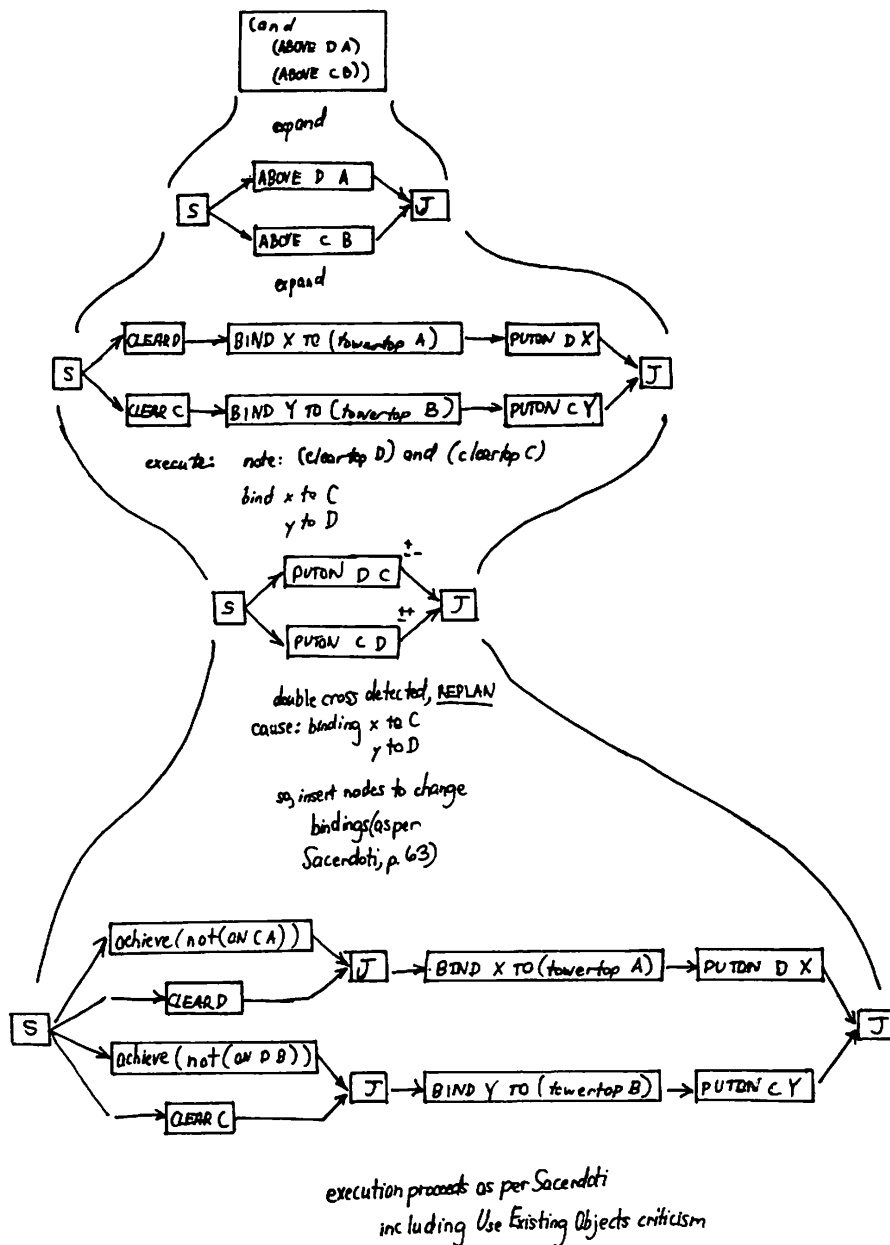 (and
(ABOVE D A)
(ABOVE C B))
expand
ABOVE D A
S
J
ABOVE C B
expand
CLEAR D
BIND X TO (towertop A)
PUTON D X
S
J
CLEAR C
BIND Y TO (towertop B)
PUTON C Y
execute: note: (cleartop D) and (cleartop C)
bind x to C
y to D
PUTON D C
+
--
S
J
PUTON C D
++
-
double cross detected, REPLAN
cause: binding x to C
y to D
so, insert nodes to change
bindings (as per
Sacerdoti, p. 63)
achieve (not (ON C A))
J
BIND X TO (towertop A)
PUTON D X
CLEAR D
S
J
achieve (not (ON D B))
J
BIND Y TO (towertop B)
PUTON C Y
CLEAR C
execution proceeds as per Sacerdoti
including Use Existing Objects criticism